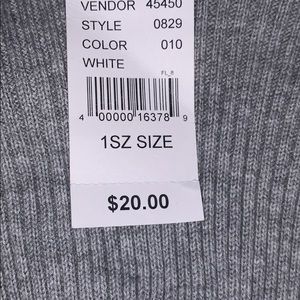 VENDOR 45450
STYLE 0829
COLOR 010
WHITE
FL_8
4 00000 16378 9
1SZ SIZE
$20.00